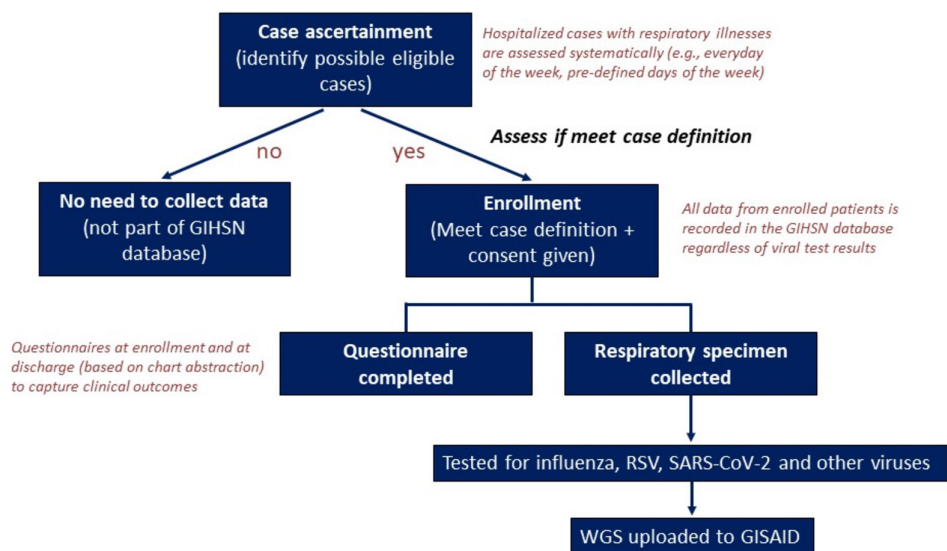 Case ascertainment
(identify possible eligible
cases)
Hospitalized cases with respiratory illnesses
are assessed systematically (e.g., everyday
of the week, pre-defined days of the week)
Assess if meet case definition
no
yes
No need to collect data
(not part of GIHSN
database)
Enrollment
(Meet case definition +
consent given)
All data from enrolled patients is
recorded in the GIHSN database
regardless of viral test results
Questionnaires at enrollment and at
discharge (based on chart abstraction)
to capture clinical outcomes
Questionnaire
completed
Respiratory specimen
collected
Tested for influenza, RSV, SARS-CoV-2 and other viruses
WGS uploaded to GISAID